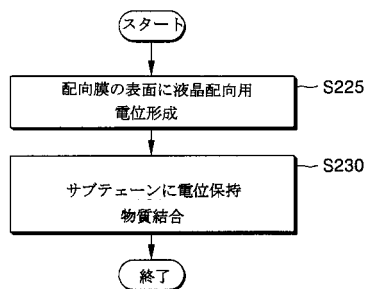 スタート
配向膜の表面に液晶配向用
電位形成
S225
サブチェーンに電位保持
物質結合
S230
終了